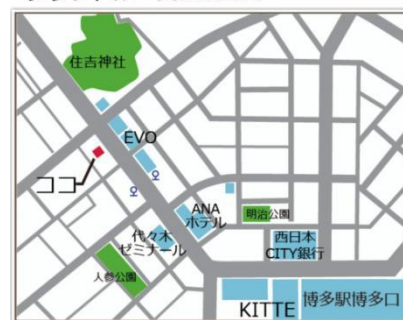 住吉神社
EVO
ココ
ANA
ホテル
明治公園
代々木
ゼミナール
西日本
CITY銀行
人参公園
KITTE
博多駅博多口